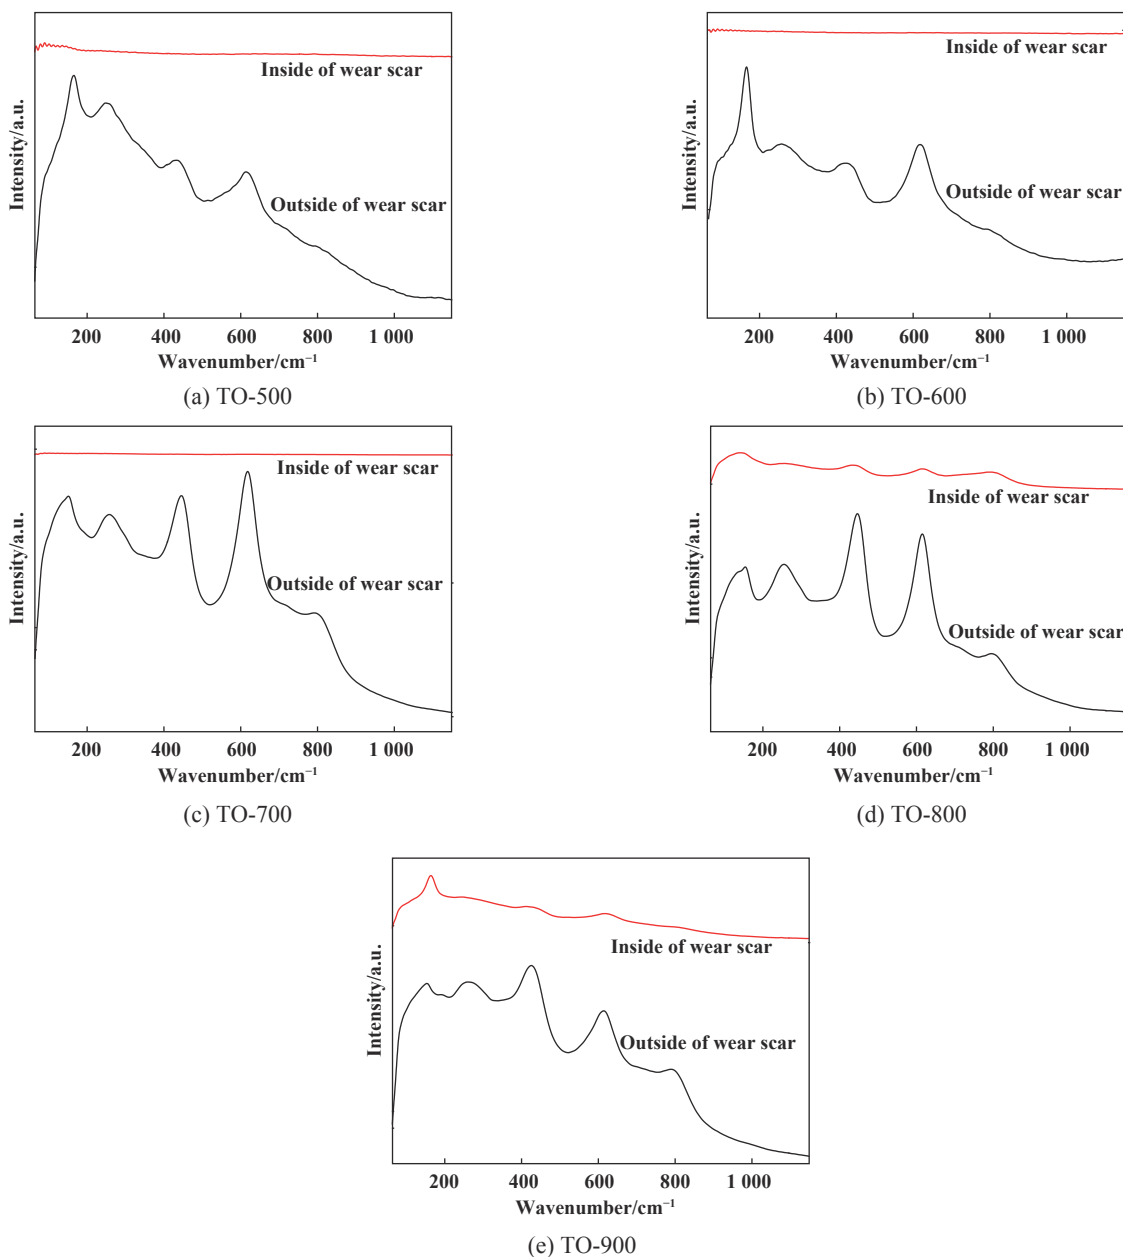 Intensity/a.u.
Inside of wear scar
Outside of wear scar
200 400 600 800 1 000
Wavenumber/cm⁻¹
(a) TO-500
Intensity/a.u.
Inside of wear scar
Outside of wear scar
200 400 600 800 1 000
Wavenumber/cm⁻¹
(b) TO-600
Intensity/a.u.
Inside of wear scar
Outside of wear scar
200 400 600 800 1 000
Wavenumber/cm⁻¹
(c) TO-700
Intensity/a.u.
Inside of wear scar
Outside of wear scar
200 400 600 800 1 000
Wavenumber/cm⁻¹
(d) TO-800
Intensity/a.u.
Inside of wear scar
Outside of wear scar
200 400 600 800 1 000
Wavenumber/cm⁻¹
(e) TO-900